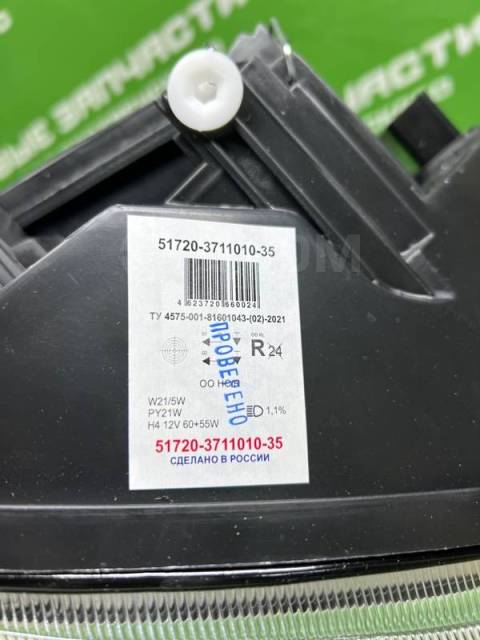 ЗАПЧАСТИ
51720-3711010-35
4 623720 660024
ТУ 4575-001-81601043-(02)-2021
R 24
ПРОВЕРЕНО
W21/5W
PY21W
H4 12V 60+55W
1,1%
51720-3711010-35
СДЕЛАНО В РОССИИ